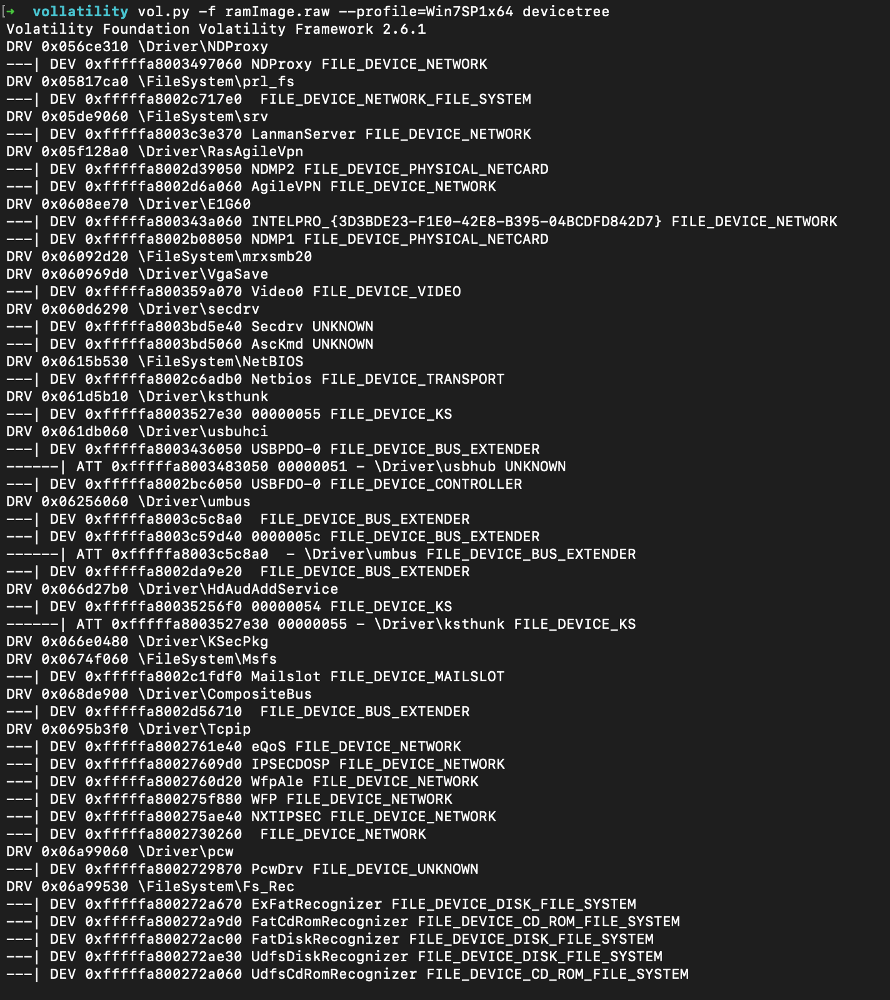 [➜  vollatility vol.py -f ramImage.raw --profile=Win7SP1x64 devicetree
Volatility Foundation Volatility Framework 2.6.1
DRV 0x056ce310 \Driver\NDProxy
---| DEV 0xfffffa8003497060 NDProxy FILE_DEVICE_NETWORK
DRV 0x05817ca0 \FileSystem\prl_fs
---| DEV 0xfffffa8002c717e0  FILE_DEVICE_NETWORK_FILE_SYSTEM
DRV 0x05de9060 \FileSystem\srv
---| DEV 0xfffffa8003c3e370 LanmanServer FILE_DEVICE_NETWORK
DRV 0x05f128a0 \Driver\RasAgileVpn
---| DEV 0xfffffa8002d39050 NDMP2 FILE_DEVICE_PHYSICAL_NETCARD
---| DEV 0xfffffa8002d6a060 AgileVPN FILE_DEVICE_NETWORK
DRV 0x0608ee70 \Driver\E1G60
---| DEV 0xfffffa800343a060 INTELPRO_{3D3BDE23-F1E0-42E8-B395-04BCDFD842D7} FILE_DEVICE_NETWORK
---| DEV 0xfffffa8002b08050 NDMP1 FILE_DEVICE_PHYSICAL_NETCARD
DRV 0x06092d20 \FileSystem\mrxsmb20
DRV 0x060969d0 \Driver\VgaSave
---| DEV 0xfffffa800359a070 Video0 FILE_DEVICE_VIDEO
DRV 0x060d6290 \Driver\secdrv
---| DEV 0xfffffa8003bd5e40 Secdrv UNKNOWN
---| DEV 0xfffffa8003bd5060 AscKmd UNKNOWN
DRV 0x0615b530 \FileSystem\NetBIOS
---| DEV 0xfffffa8002c6adb0 Netbios FILE_DEVICE_TRANSPORT
DRV 0x061d5b10 \Driver\ksthunk
---| DEV 0xfffffa8003527e30 00000055 FILE_DEVICE_KS
DRV 0x061db060 \Driver\usbuhci
---| DEV 0xfffffa8003436050 USBPDO-0 FILE_DEVICE_BUS_EXTENDER
------| ATT 0xfffffa8003483050 00000051 - \Driver\usbhub UNKNOWN
---| DEV 0xfffffa8002bc6050 USBFDO-0 FILE_DEVICE_CONTROLLER
DRV 0x06256060 \Driver\umbus
---| DEV 0xfffffa8003c5c8a0  FILE_DEVICE_BUS_EXTENDER
---| DEV 0xfffffa8003c59d40 0000005c FILE_DEVICE_BUS_EXTENDER
------| ATT 0xfffffa8003c5c8a0  - \Driver\umbus FILE_DEVICE_BUS_EXTENDER
---| DEV 0xfffffa8002da9e20  FILE_DEVICE_BUS_EXTENDER
DRV 0x066d27b0 \Driver\HdAudAddService
---| DEV 0xfffffa80035256f0 00000054 FILE_DEVICE_KS
------| ATT 0xfffffa8003527e30 00000055 - \Driver\ksthunk FILE_DEVICE_KS
DRV 0x066e0480 \Driver\KSecPkg
DRV 0x0674f060 \FileSystem\Msfs
---| DEV 0xfffffa8002c1fdf0 Mailslot FILE_DEVICE_MAILSLOT
DRV 0x068de900 \Driver\CompositeBus
---| DEV 0xfffffa8002d56710  FILE_DEVICE_BUS_EXTENDER
DRV 0x0695b3f0 \Driver\Tcpip
---| DEV 0xfffffa8002761e40 eQoS FILE_DEVICE_NETWORK
---| DEV 0xfffffa80027609d0 IPSECDOSP FILE_DEVICE_NETWORK
---| DEV 0xfffffa8002760d20 WfpAle FILE_DEVICE_NETWORK
---| DEV 0xfffffa800275f880 WFP FILE_DEVICE_NETWORK
---| DEV 0xfffffa800275ae40 NXTIPSEC FILE_DEVICE_NETWORK
---| DEV 0xfffffa8002730260  FILE_DEVICE_NETWORK
DRV 0x06a99060 \Driver\pcw
---| DEV 0xfffffa8002729870 PcwDrv FILE_DEVICE_UNKNOWN
DRV 0x06a99530 \FileSystem\Fs_Rec
---| DEV 0xfffffa800272a670 ExFatRecognizer FILE_DEVICE_DISK_FILE_SYSTEM
---| DEV 0xfffffa800272a9d0 FatCdRomRecognizer FILE_DEVICE_CD_ROM_FILE_SYSTEM
---| DEV 0xfffffa800272ac00 FatDiskRecognizer FILE_DEVICE_DISK_FILE_SYSTEM
---| DEV 0xfffffa800272ae30 UdfsDiskRecognizer FILE_DEVICE_DISK_FILE_SYSTEM
---| DEV 0xfffffa800272a060 UdfsCdRomRecognizer FILE_DEVICE_CD_ROM_FILE_SYSTEM